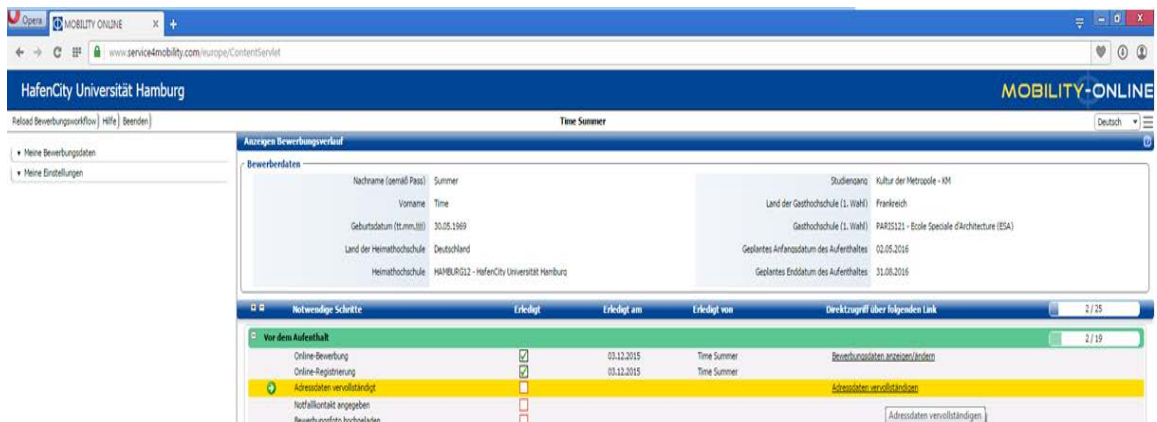 Opera MOBILITY ONLINE x +
www.service4mobility.com/europe/ContentServlet
HafenCity Universität Hamburg MOBILITY-ONLINE
Reload Bewerbungsworkflow Hilfe Beenden Time Summer Deutsch
Meine Bewerbungsdaten
Meine Einstellungen
Anzeigen Bewerbungsverlauf
Bewerberdaten
Nachname (gemäß Pass) Summer Studiengang Kultur der Metropole - KM
Vorname Time Land der Gasthochschule (1. Wahl) Frankreich
Geburtsdatum (tt.mm.jjjj) 30.05.1969 Gasthochschule (1. Wahl) PARIS121 - Ecole Speciale d'Architecture (ESA)
Land der Heimathochschule Deutschland Geplantes Anfangsdatum des Aufenthaltes 02.05.2016
Heimathochschule HAMBURG12 - HafenCity Universität Hamburg Geplantes Enddatum des Aufenthaltes 31.08.2016
Notwendige Schritte Erledigt Erledigt am Erledigt von Direktzugriff über folgenden Link 2 / 25
Vor dem Aufenthalt 2 / 19
Online-Bewerbung 03.12.2015 Time Summer Bewerbungsdaten anzeigen/ändern
Online-Registrierung 03.12.2015 Time Summer
Adressdaten vervollständigt Adressdaten vervollständigen
Notfallkontakt angegeben
Adressdaten vervollständigen
Bewerbungsfoto hochgeladen